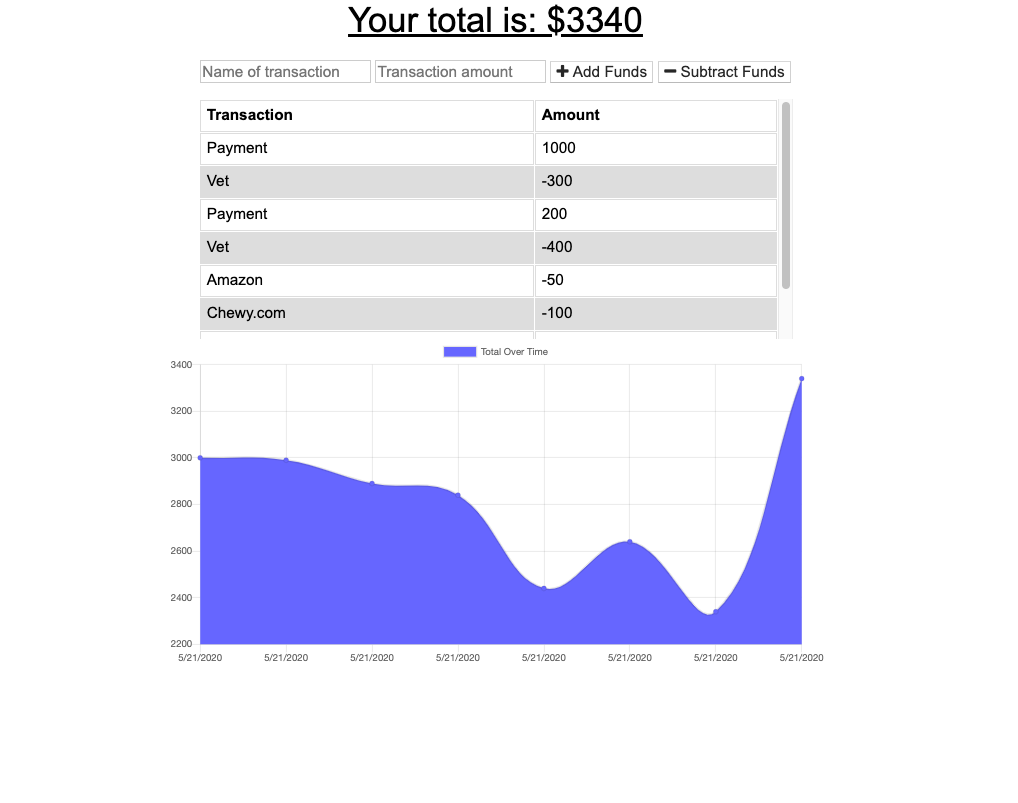 Your total is: $3340
Name of transaction Transaction amount Add Funds Subtract Funds
Transaction Amount
Payment 1000
Vet -300
Payment 200
Vet -400
Amazon -50
Chewy.com -100
Total Over Time
3400
3200
3000
2800
2600
2400
2200
5/21/2020 5/21/2020 5/21/2020 5/21/2020 5/21/2020 5/21/2020 5/21/2020 5/21/2020